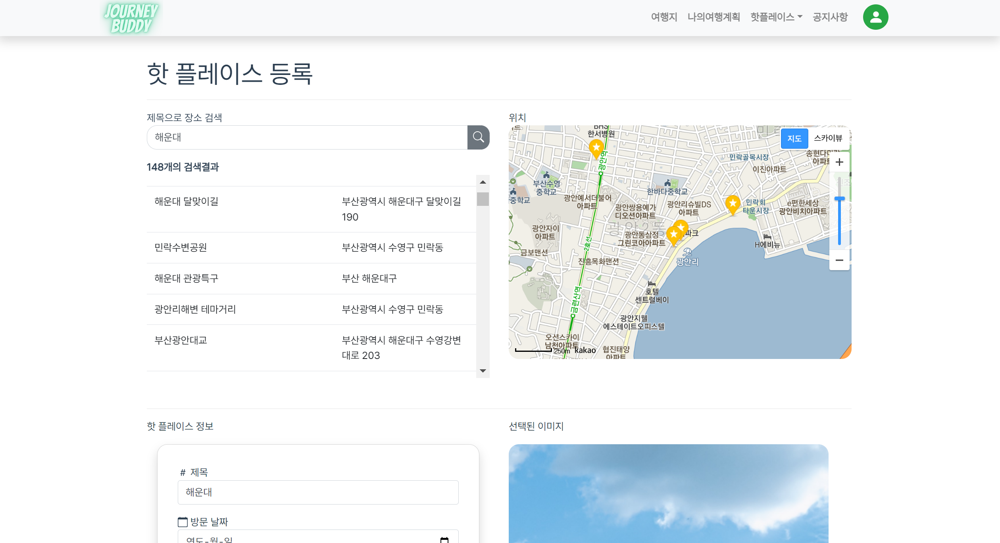 JOURNEY
BUDDY
여행지 나의여행계획 핫플레이스 공지사항
핫 플레이스 등록
제목으로 장소 검색
해운대
148개의 검색결과
해운대 달맞이길 부산광역시 해운대구 달맞이길
190
민락수변공원 부산광역시 수영구 민락동
해운대 관광특구 부산 해운대구
광안리해변 테마거리 부산광역시 수영구 민락동
부산광안대교 부산광역시 해운대구 수영강변
대로 203
위치
BHS
한서병원
지도 스카이뷰
광안역
민락골목시장
아파트
이진아파트
부산수영
중학교
중학교
한바다중학교
광안예서더불어
아파트
광안쌍용예가
디오션아파트
광안리슈빌DS
아파트
민락회
타운시장
e편한세상
광안비치아파트
광안2동
광안자이
아파트
광안동삼정
그린코아아파트
파크
2호선
H에비뉴
금보맨션
진흥목화맨션
광안리
호텔
센트럴베이
금련산역
광안지웰
에스테이트오피스텔
오션스카이
남천아파트
협진태양
아파트
250m kakao
핫 플레이스 정보
# 제목
해운대
방문 날짜
연도-월-일
선택된 이미지